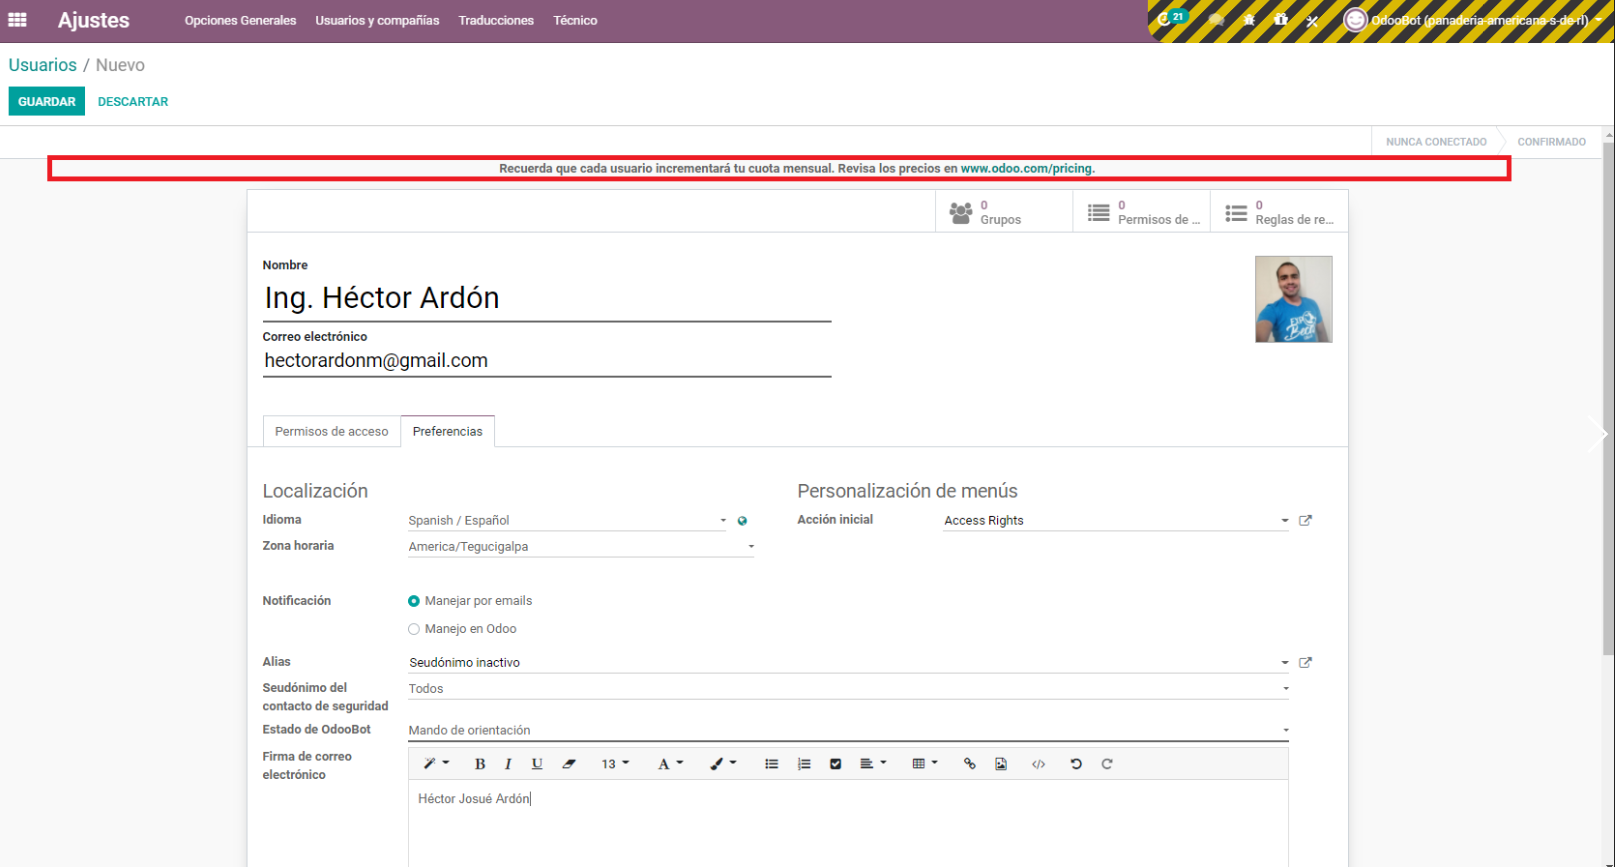 Ajustes Opciones Generales Usuarios y compañías Traducciones Técnico 21 OdooBot (panaderia-americana-s-de-rl)
Usuarios / Nuevo
GUARDAR DESCARTAR
NUNCA CONECTADO CONFIRMADO
Recuerda que cada usuario incrementará tu cuota mensual. Revisa los precios en www.odoo.com/pricing.
0 Grupos
0 Permisos de ...
0 Reglas de re...
Nombre
Ing. Héctor Ardón
Correo electrónico
hectorardonm@gmail.com
Permisos de acceso Preferencias
Localización
Idioma Spanish / Español
Zona horaria America/Tegucigalpa
Personalización de menús
Acción inicial Access Rights
Notificación Manejar por emails
Manejo en Odoo
Alias Seudónimo inactivo
Seudónimo del
contacto de seguridad
Todos
Estado de OdooBot Mando de orientación
Firma de correo
electrónico
B I U 13 A
Héctor Josué Ardón